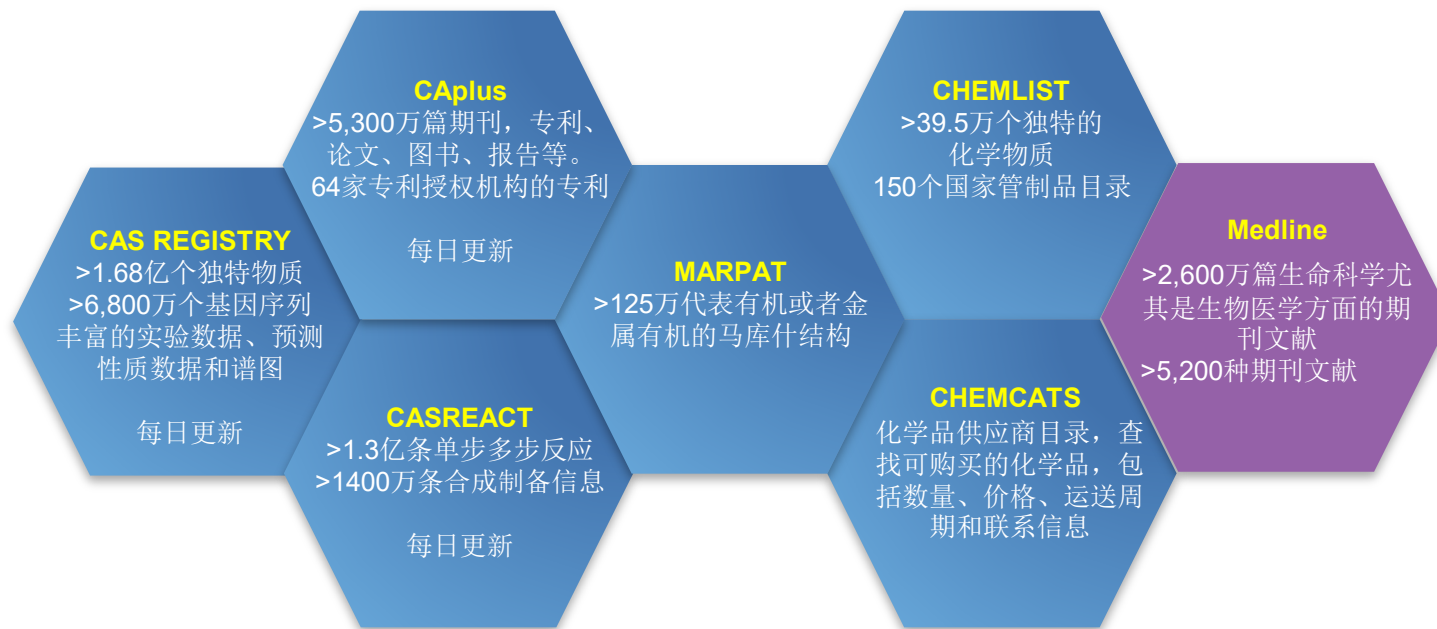 CAplus
>5,300万篇期刊，专利、
论文、图书、报告等。
64家专利授权机构的专利
每日更新
CHEMLIST
>39.5万个独特的
化学物质
150个国家管制品目录
CAS REGISTRY
>1.68亿个独特物质
>6,800万个基因序列
丰富的实验数据、预测
性质数据和谱图
每日更新
MARPAT
>125万代表有机或者金
属有机的马库什结构
Medline
>2,600万篇生命科学尤
其是生物医学方面的期
刊文献
>5,200种期刊文献
CASREACT
>1.3亿条单步多步反应
>1400万条合成制备信息
每日更新
CHEMCATS
化学品供应商目录，查
找可购买的化学品，包
括数量、价格、运送周
期和联系信息